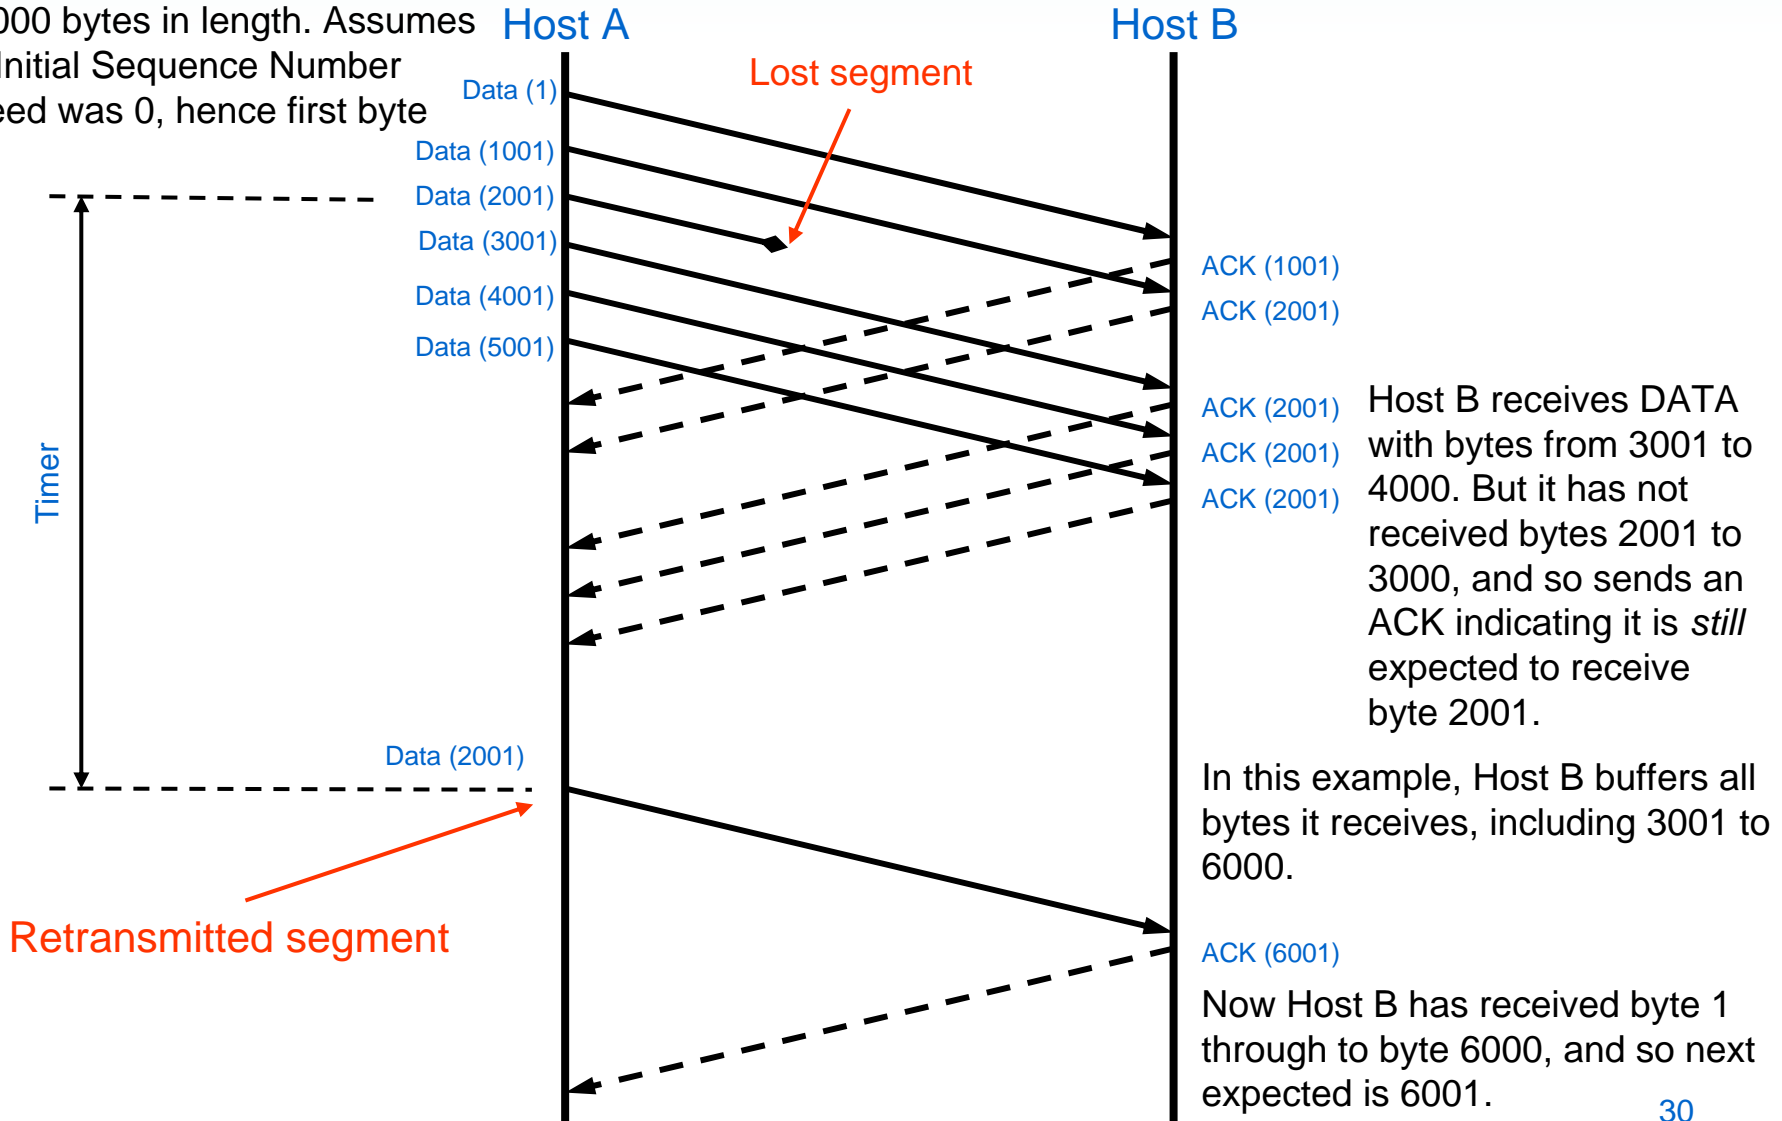 000 bytes in length. Assumes
Initial Sequence Number
eed was 0, hence first byte
Host A
Host B
Lost segment
Data (1)
Data (1001)
Data (2001)
Data (3001)
Data (4001)
Data (5001)
ACK (1001)
ACK (2001)
ACK (2001)
ACK (2001)
ACK (2001)
Host B receives DATA
with bytes from 3001 to
4000. But it has not
received bytes 2001 to
3000, and so sends an
ACK indicating it is still
expected to receive
byte 2001.
Timer
Data (2001)
In this example, Host B buffers all
bytes it receives, including 3001 to
6000.
Retransmitted segment
ACK (6001)
Now Host B has received byte 1
through to byte 6000, and so next
expected is 6001.
30